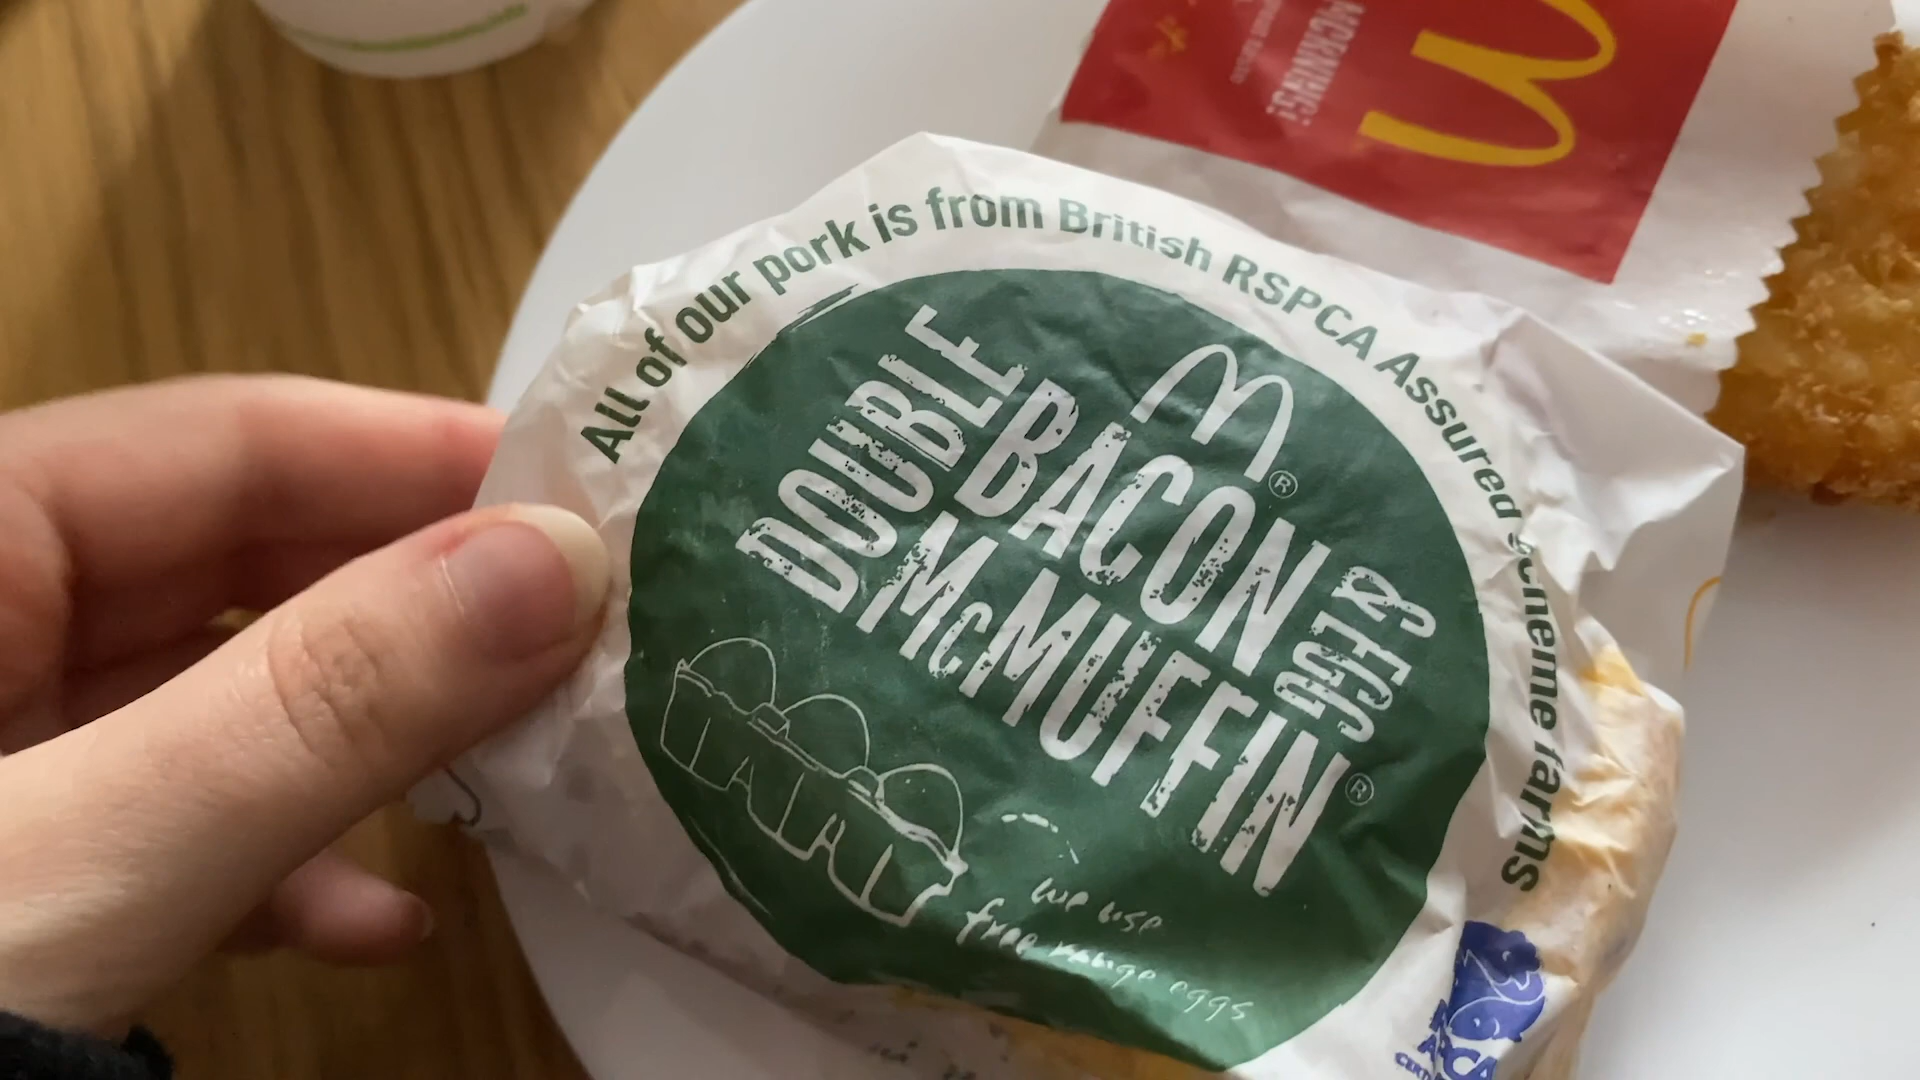 MORNINGS!
All of our pork is from British RSPCA Assured scheme farms
DOUBLE
BACON
& EGG
McMUFFIN®
we use
free range eggs